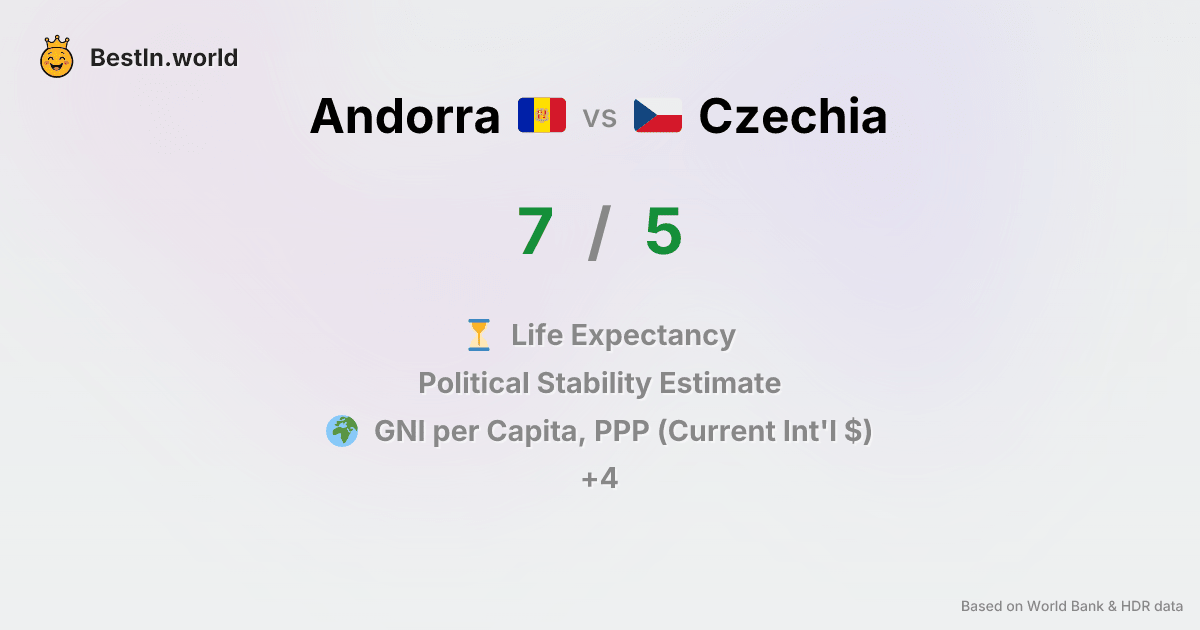 BestIn.world
Andorra vs Czechia
7 / 5
Life Expectancy
Political Stability Estimate
GNI per Capita, PPP (Current Int'l $)
+4
Based on World Bank & HDR data